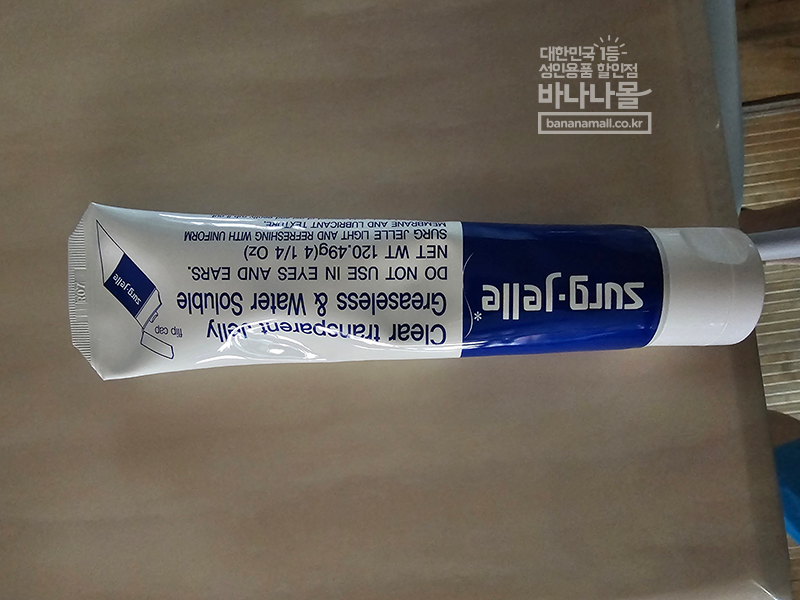 대한민국 1등
성인용품 할인점
바나나몰
bananamall.co.kr
surg·jelle*
Clear transparent Jelly
Greaseless & Water Soluble
DO NOT USE IN EYES AND EARS.
NET WT 120.49g(4 1/4 Oz)
SURG JELLE LIGHT AND REFRESHING WITH UNIFORM
MEMBRANE AND LUBRICANT TEXTURE.
flip cap
surg·jelle